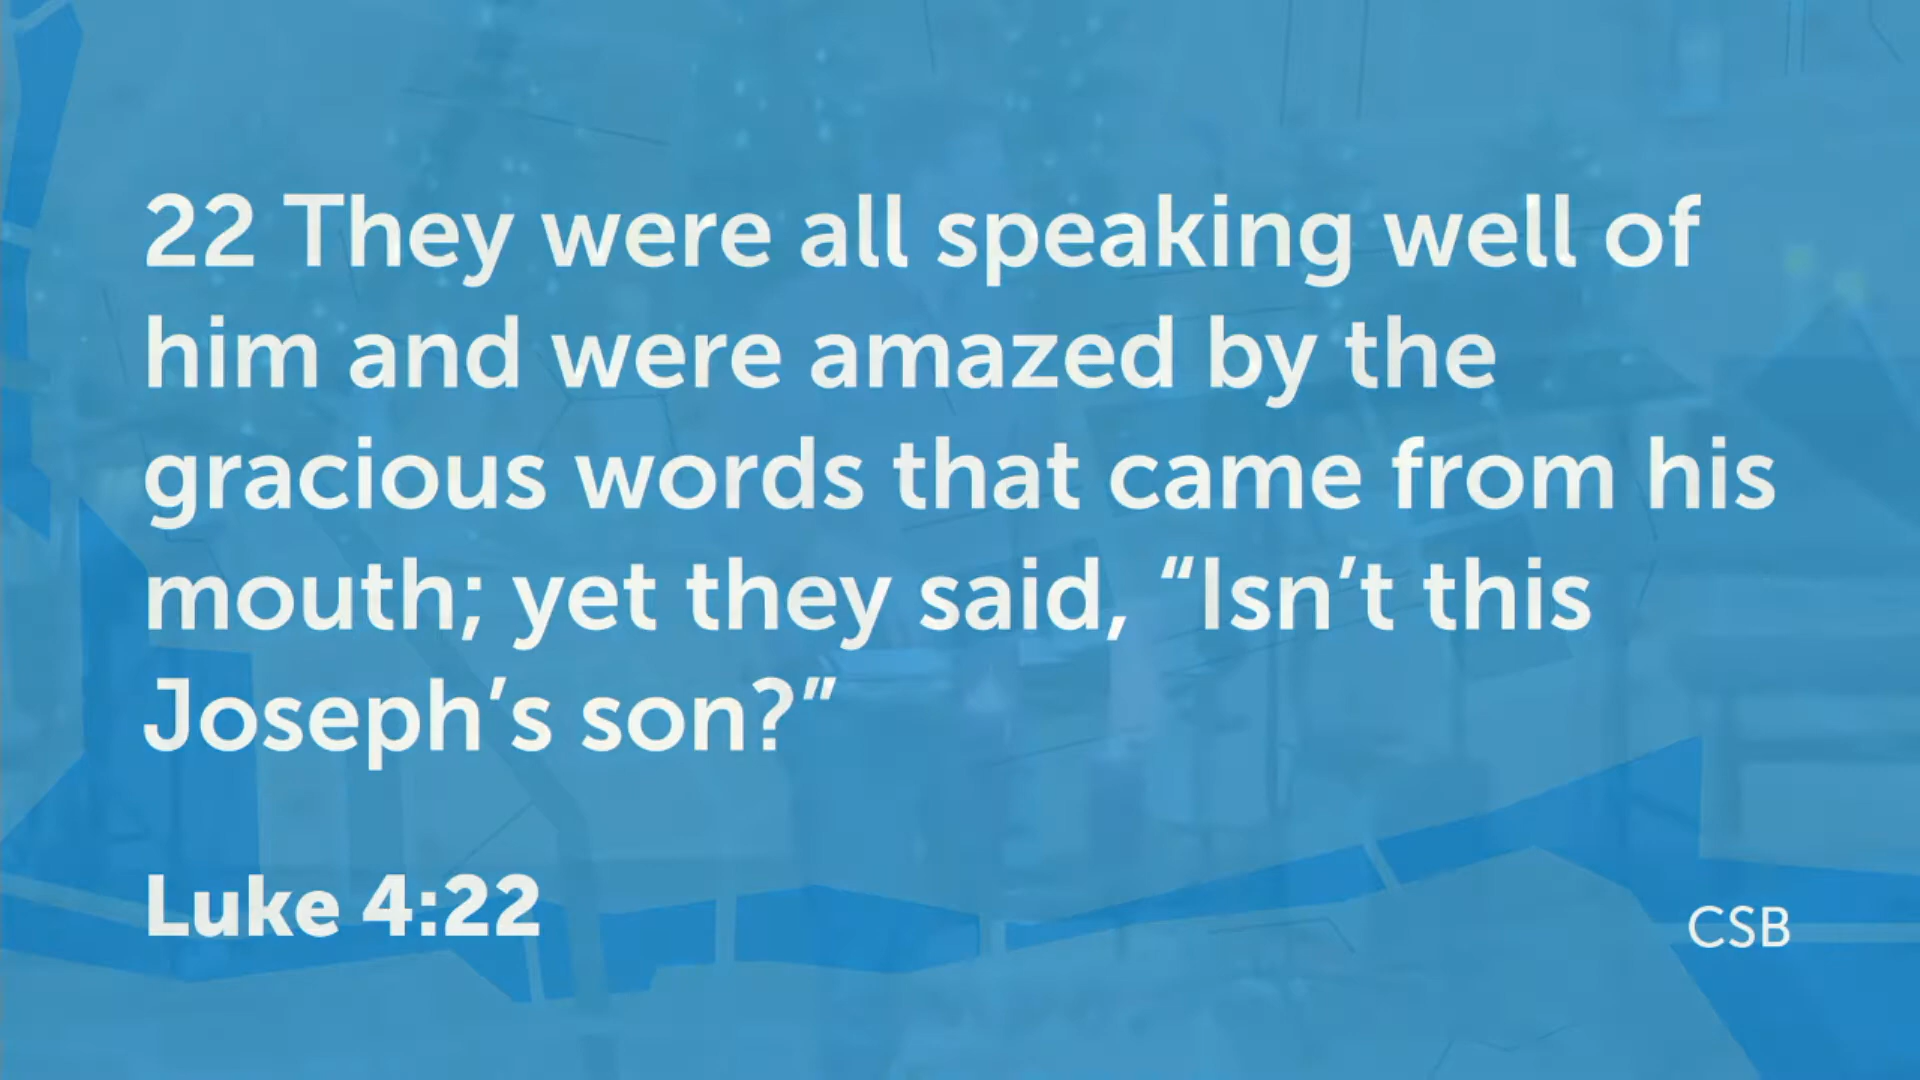 22 They were all speaking well of
him and were amazed by the
gracious words that came from his
mouth; yet they said, “Isn’t this
Joseph’s son?”
Luke 4:22
CSB